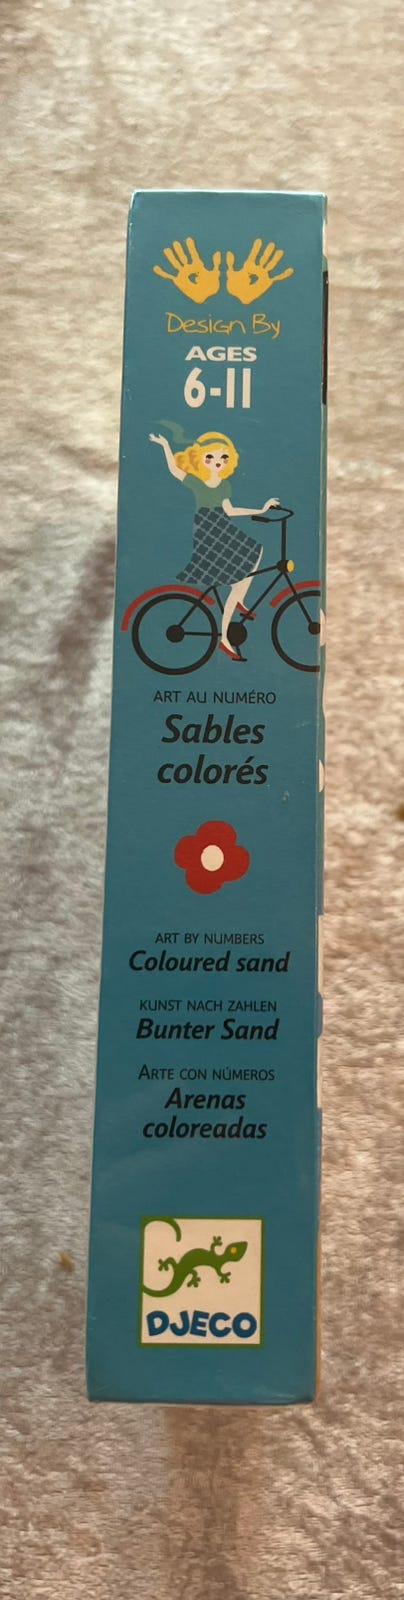 Design By
AGES
6-11
ART AU NUMÉRO
Sables
colorés
ART BY NUMBERS
Coloured sand
KUNST NACH ZAHLEN
Bunter Sand
ARTE CON NÚMEROS
Arenas
coloreadas
DJECO